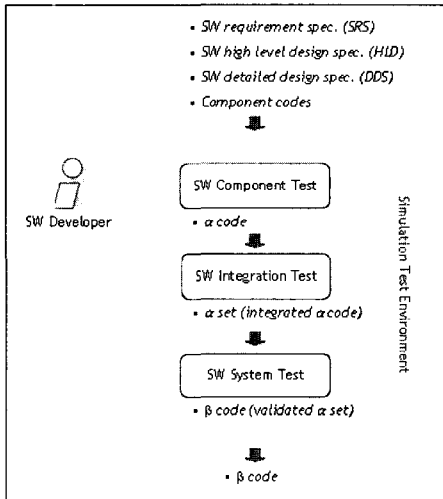 ▪ SW requirement spec. (SRS)
▪ SW high level design spec. (HLD)
▪ SW detailed design spec. (DDS)
▪ Component codes
SW Developer
SW Component Test
▪ α code
SW Integration Test
▪ α set (integrated α code)
SW System Test
▪ β code (validated α set)
▪ β code
Simulation Test Environment